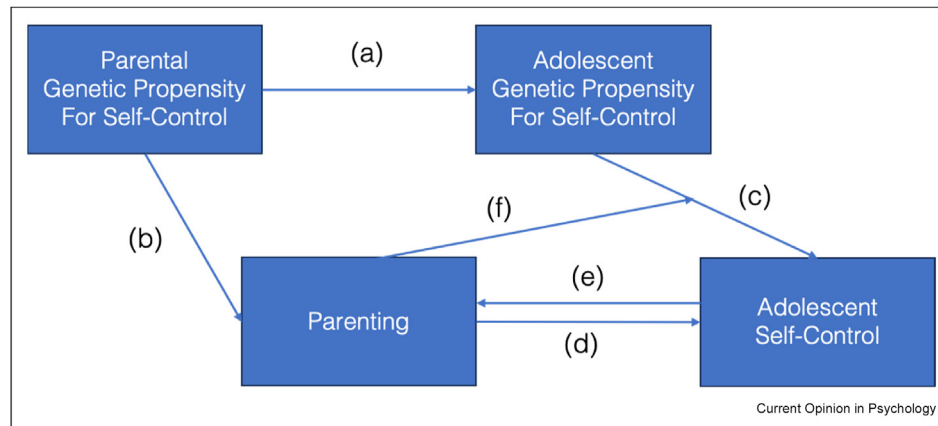 Parental
Genetic Propensity
For Self-Control
(a)
Adolescent
Genetic Propensity
For Self-Control
(b)
(f)
(c)
Parenting
(e)
(d)
Adolescent
Self-Control
Current Opinion in Psychology